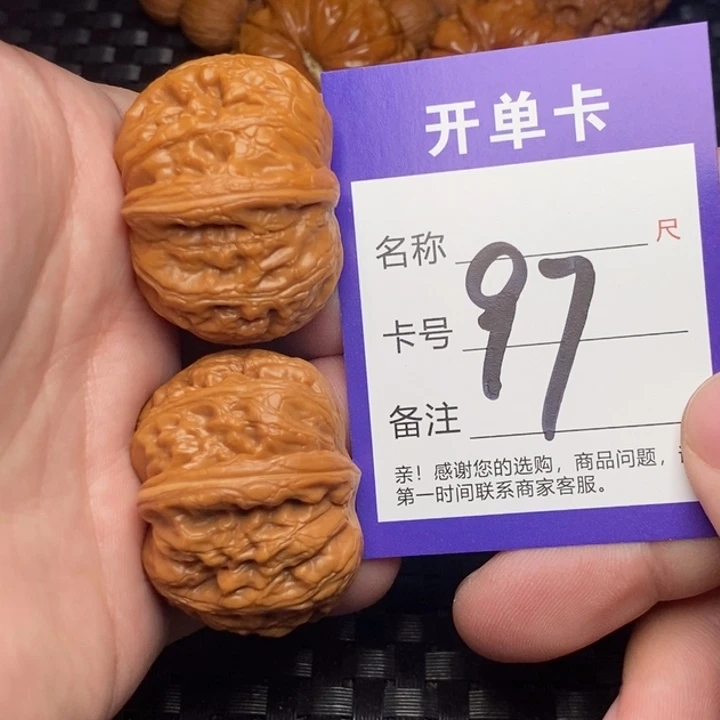 开单卡
名称 尺
97
卡号
备注
亲！感谢您的选购，商品问题，
第一时间联系商家客服。